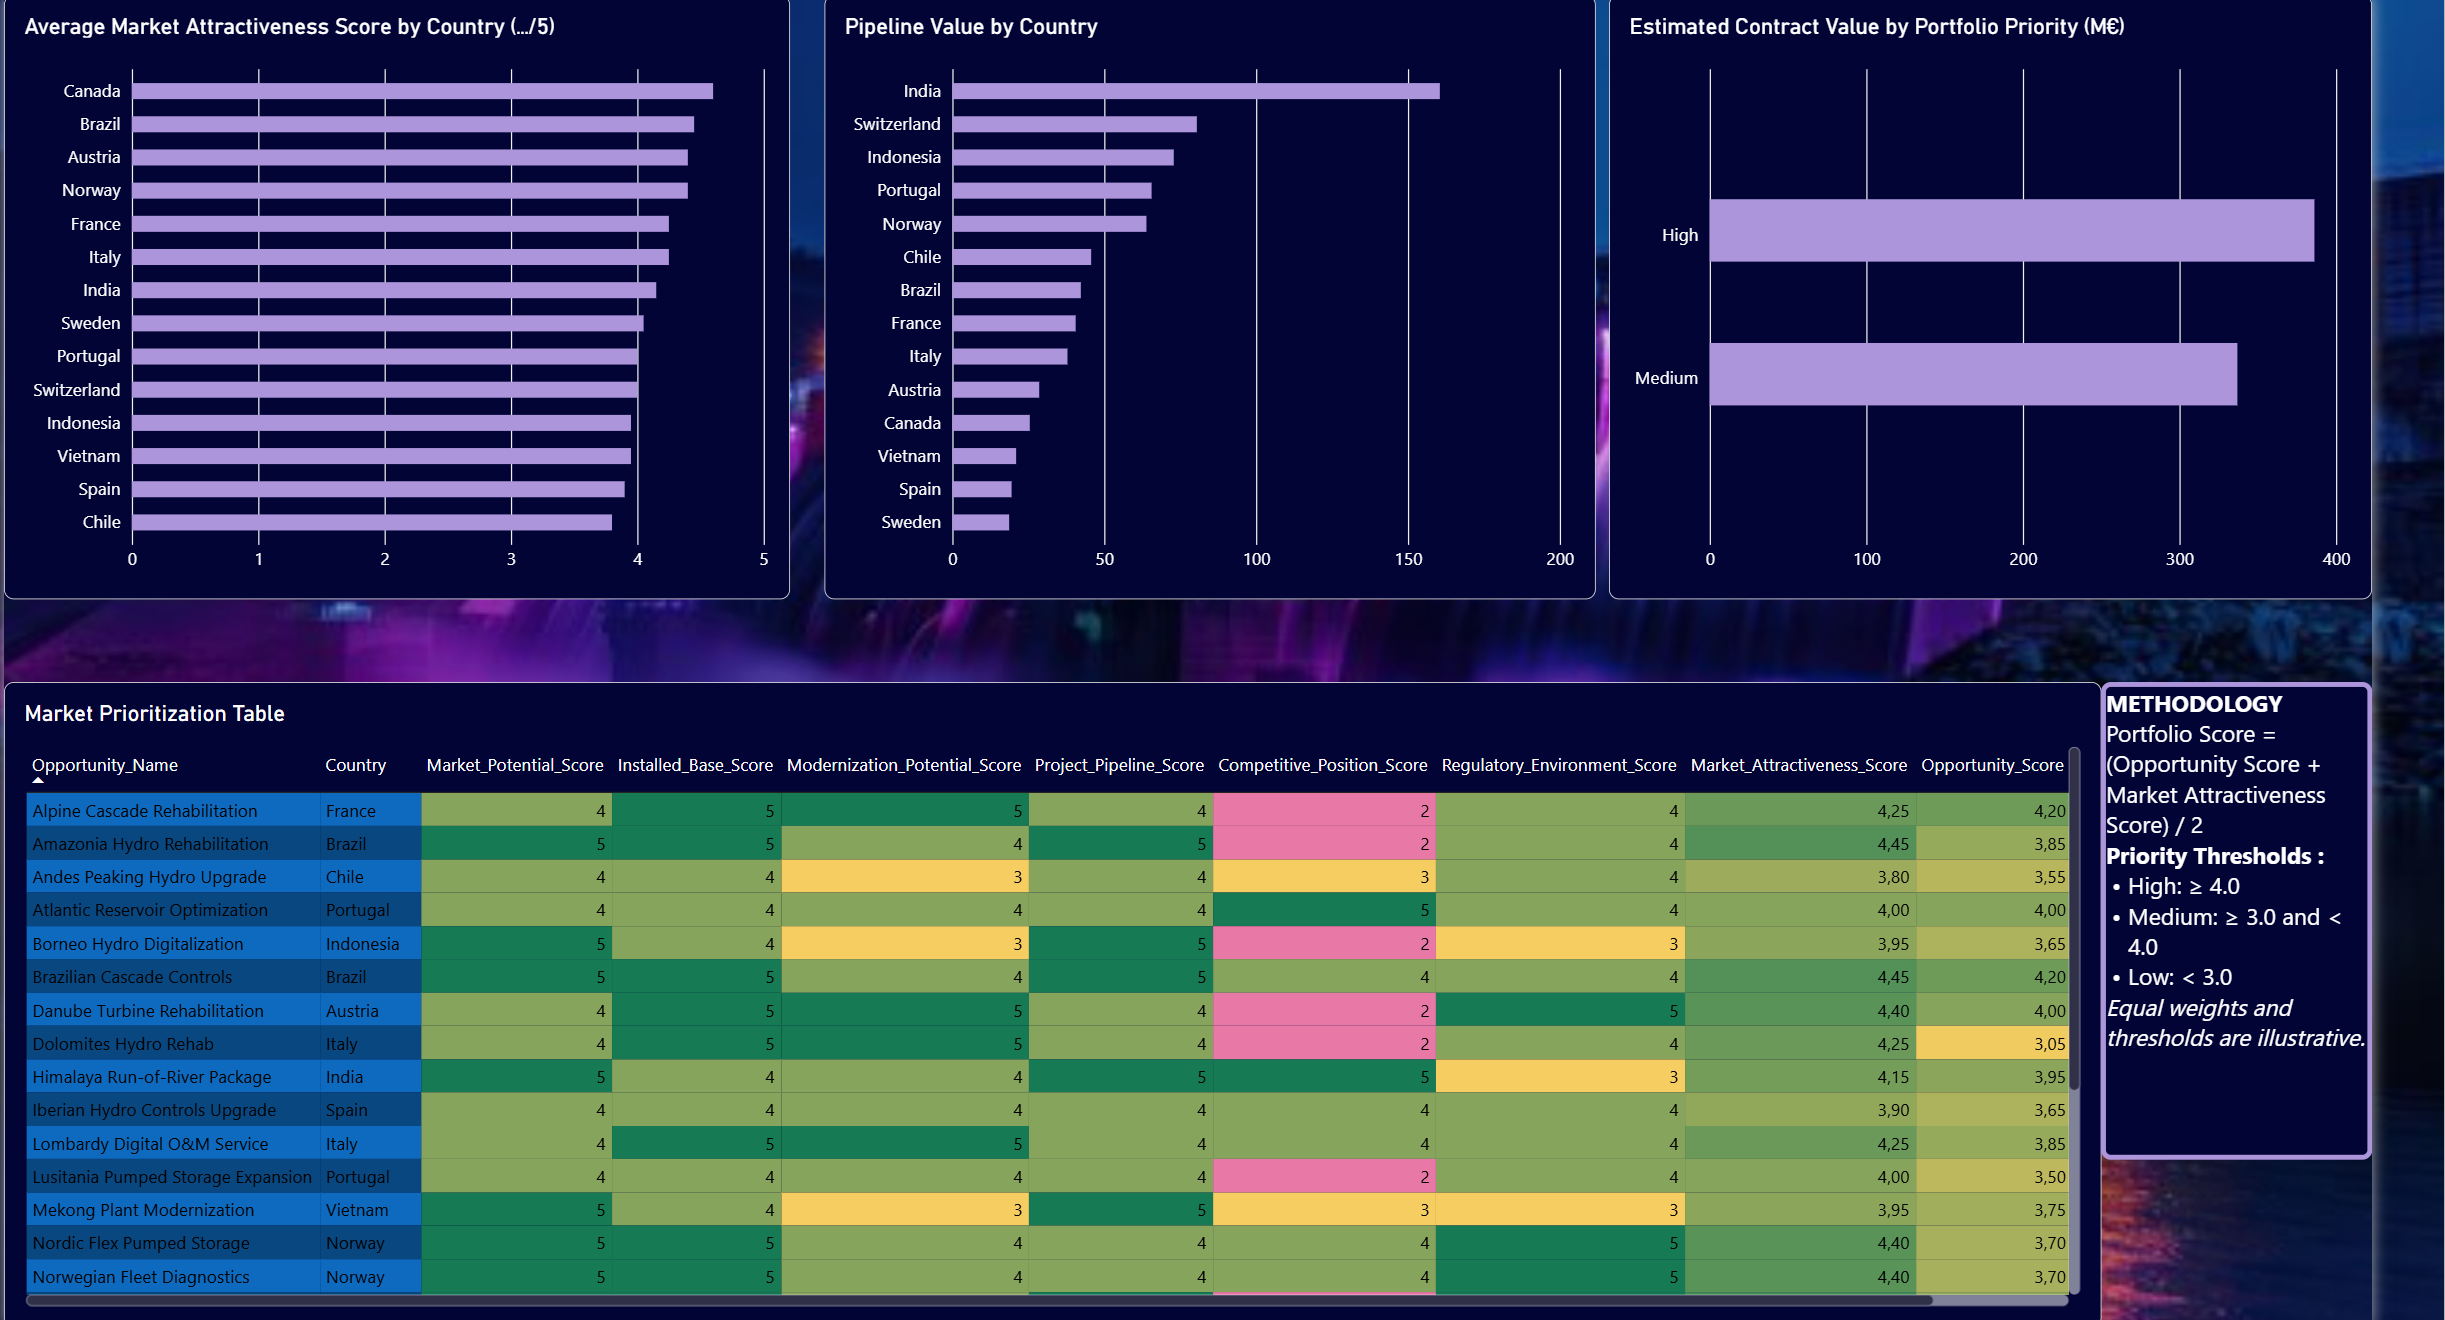 Average Market Attractiveness Score by Country (.../5)
Canada
Brazil
Austria
Norway
France
Italy
India
Sweden
Portugal
Switzerland
Indonesia
Vietnam
Spain
Chile
0 1 2 3 4 5
Pipeline Value by Country
India
Switzerland
Indonesia
Portugal
Norway
Chile
Brazil
France
Italy
Austria
Canada
Vietnam
Spain
Sweden
0 50 100 150 200
Estimated Contract Value by Portfolio Priority (M€)
High
Medium
0 100 200 300 400
Market Prioritization Table
Opportunity_Name Country Market_Potential_Score Installed_Base_Score Modernization_Potential_Score Project_Pipeline_Score Competitive_Position_Score Regulatory_Environment_Score Market_Attractiveness_Score Opportunity_Score
Alpine Cascade Rehabilitation France 4 5 5 4 2 4 4,25 4,20
Amazonia Hydro Rehabilitation Brazil 5 5 4 5 2 4 4,45 3,85
Andes Peaking Hydro Upgrade Chile 4 4 3 4 3 4 3,80 3,55
Atlantic Reservoir Optimization Portugal 4 4 4 4 5 4 4,00 4,00
Borneo Hydro Digitalization Indonesia 5 4 3 5 2 3 3,95 3,65
Brazilian Cascade Controls Brazil 5 5 4 5 4 4 4,45 4,20
Danube Turbine Rehabilitation Austria 4 5 5 4 2 5 4,40 4,00
Dolomites Hydro Rehab Italy 4 5 5 4 2 4 4,25 3,05
Himalaya Run-of-River Package India 5 4 4 5 5 3 4,15 3,95
Iberian Hydro Controls Upgrade Spain 4 4 4 4 4 4 3,90 3,65
Lombardy Digital O&M Service Italy 4 5 5 4 4 4 4,25 3,85
Lusitania Pumped Storage Expansion Portugal 4 4 4 4 2 4 4,00 3,50
Mekong Plant Modernization Vietnam 5 4 3 5 3 3 3,95 3,75
Nordic Flex Pumped Storage Norway 5 5 4 4 4 5 4,40 3,70
Norwegian Fleet Diagnostics Norway 5 5 4 4 4 5 4,40 3,70
METHODOLOGY
Portfolio Score =
(Opportunity Score +
Market Attractiveness
Score) / 2
Priority Thresholds :
• High: ≥ 4.0
• Medium: ≥ 3.0 and <
4.0
• Low: < 3.0
Equal weights and
thresholds are illustrative.